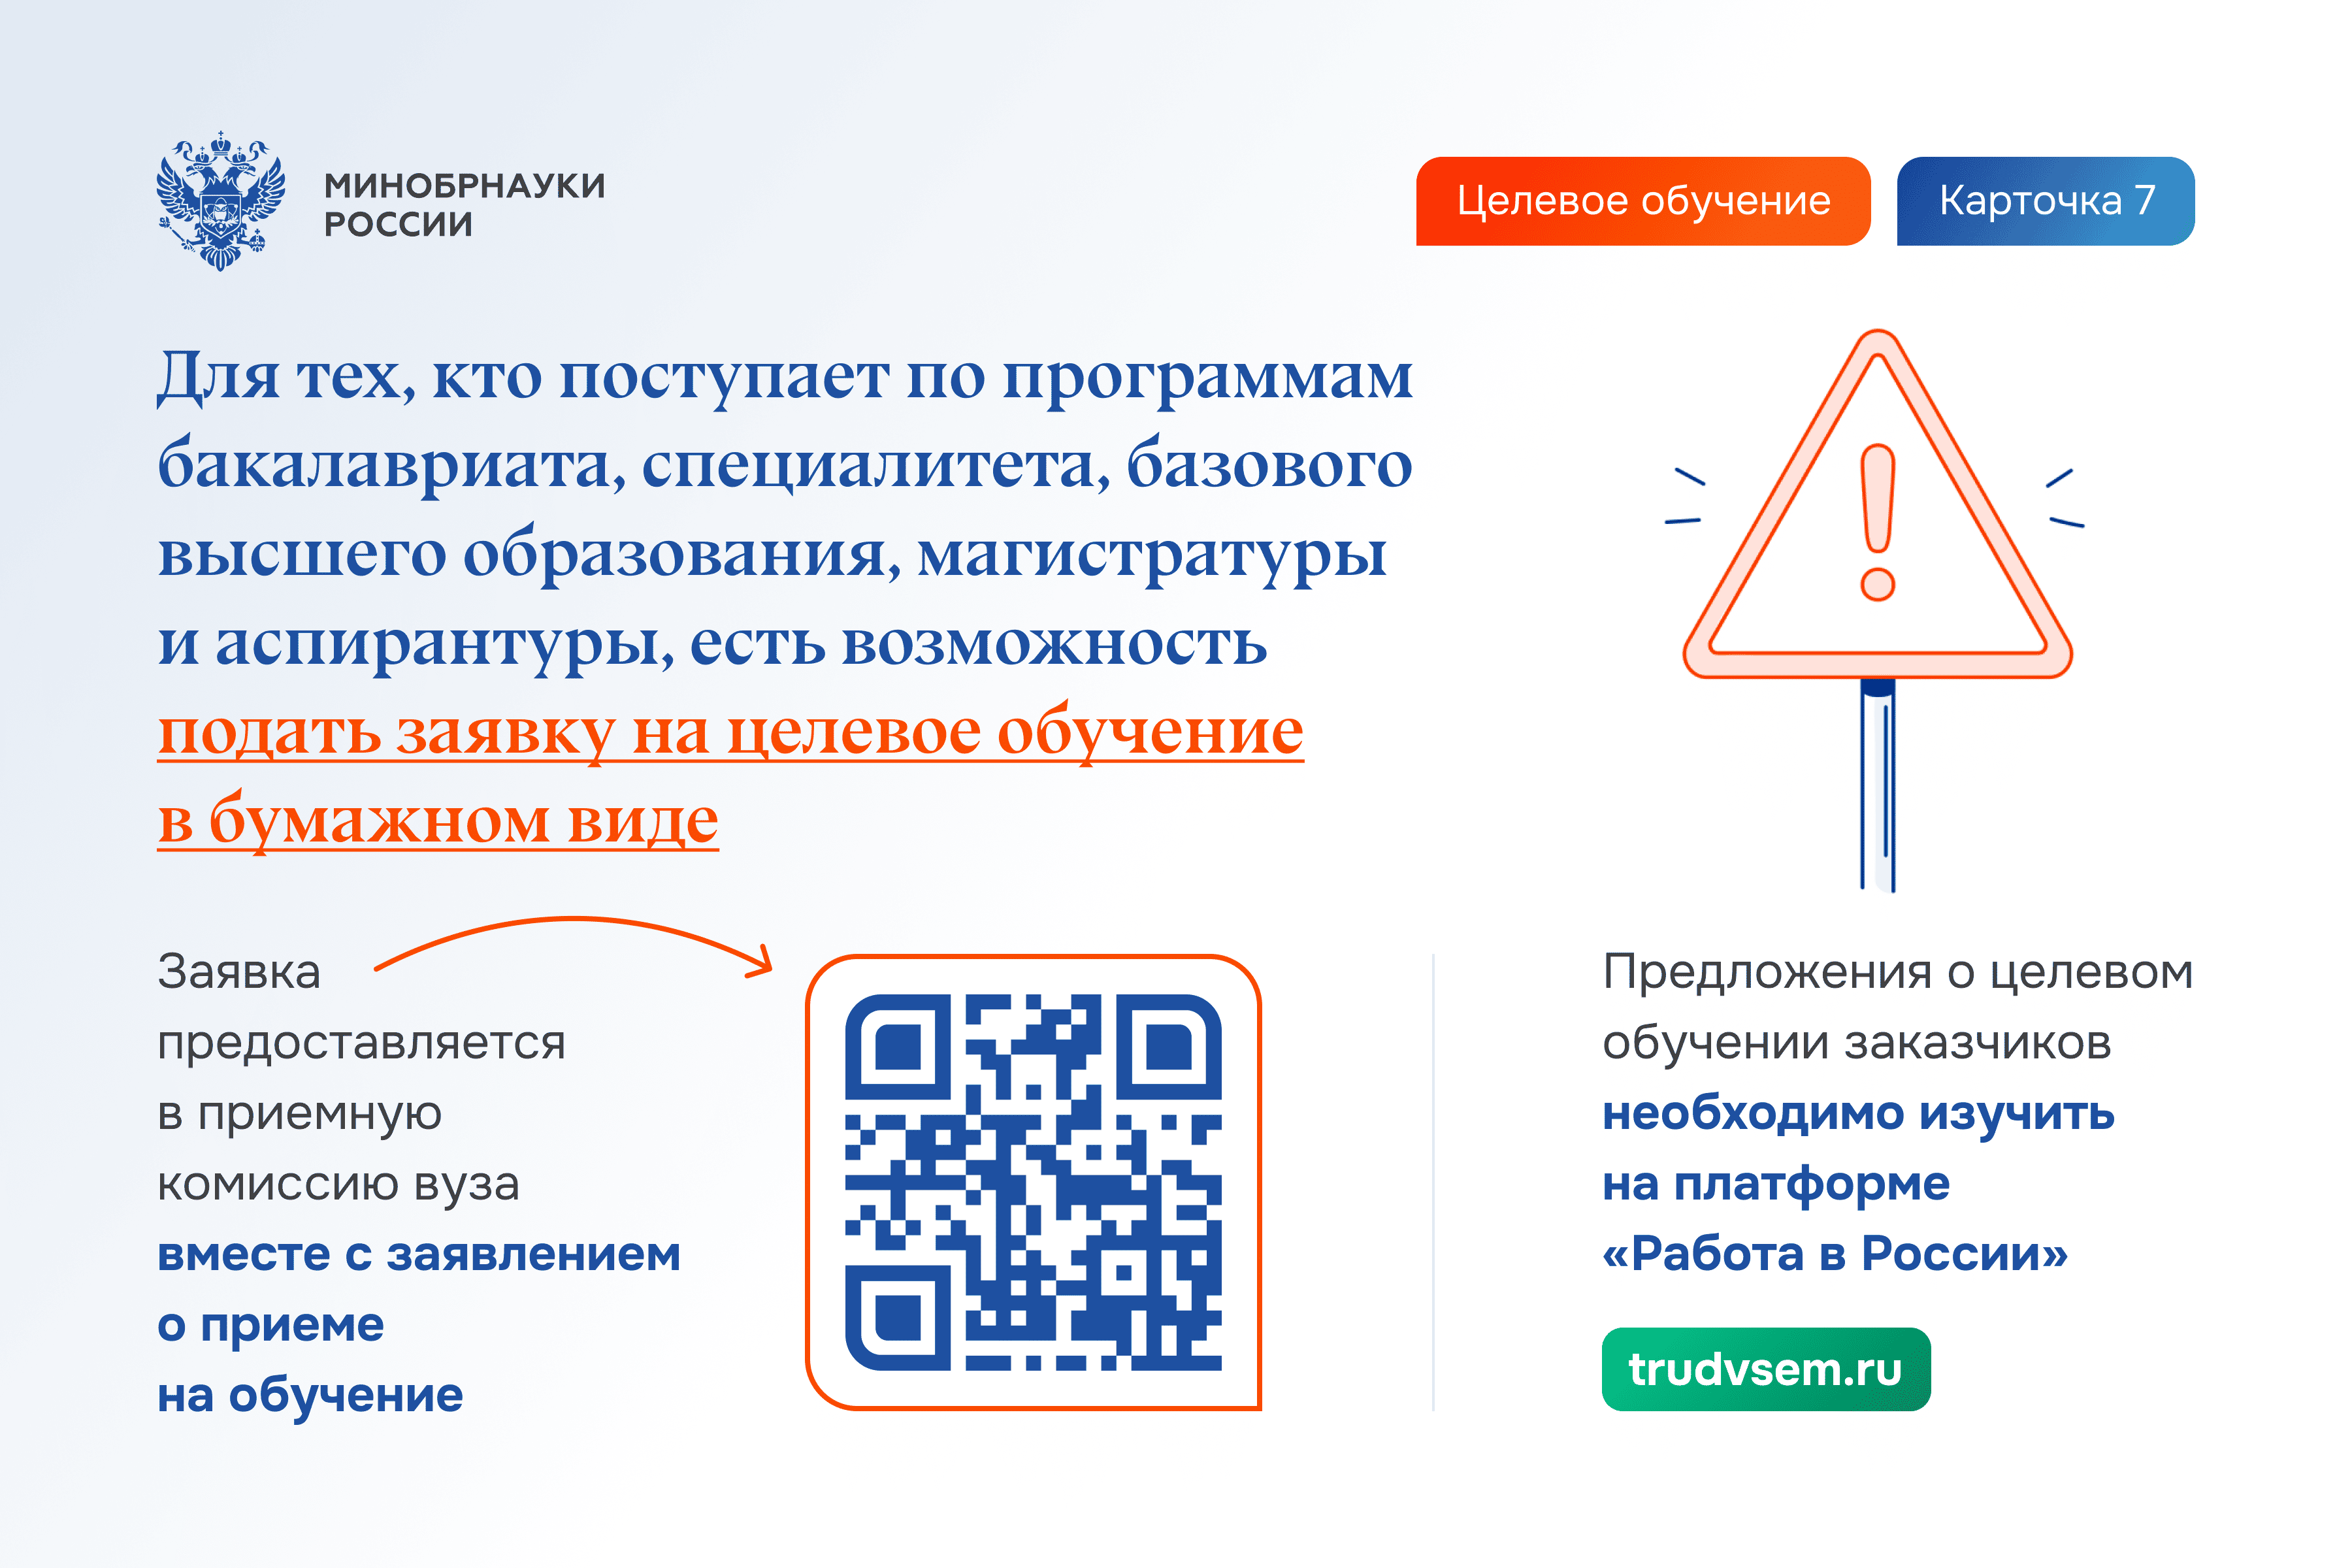 МИНОБРНАУКИ
РОССИИ
Целевое обучение
Карточка 7
Для тех, кто поступает по программам
бакалавриата, специалитета, базового
высшего образования, магистратуры
и аспирантуры, есть возможность
подать заявку на целевое обучение
в бумажном виде
Заявка
предоставляется
в приемную
комиссию вуза
вместе с заявлением
о приеме
на обучение
Предложения о целевом
обучении заказчиков
необходимо изучить
на платформе
«Работа в России»
trudvsem.ru